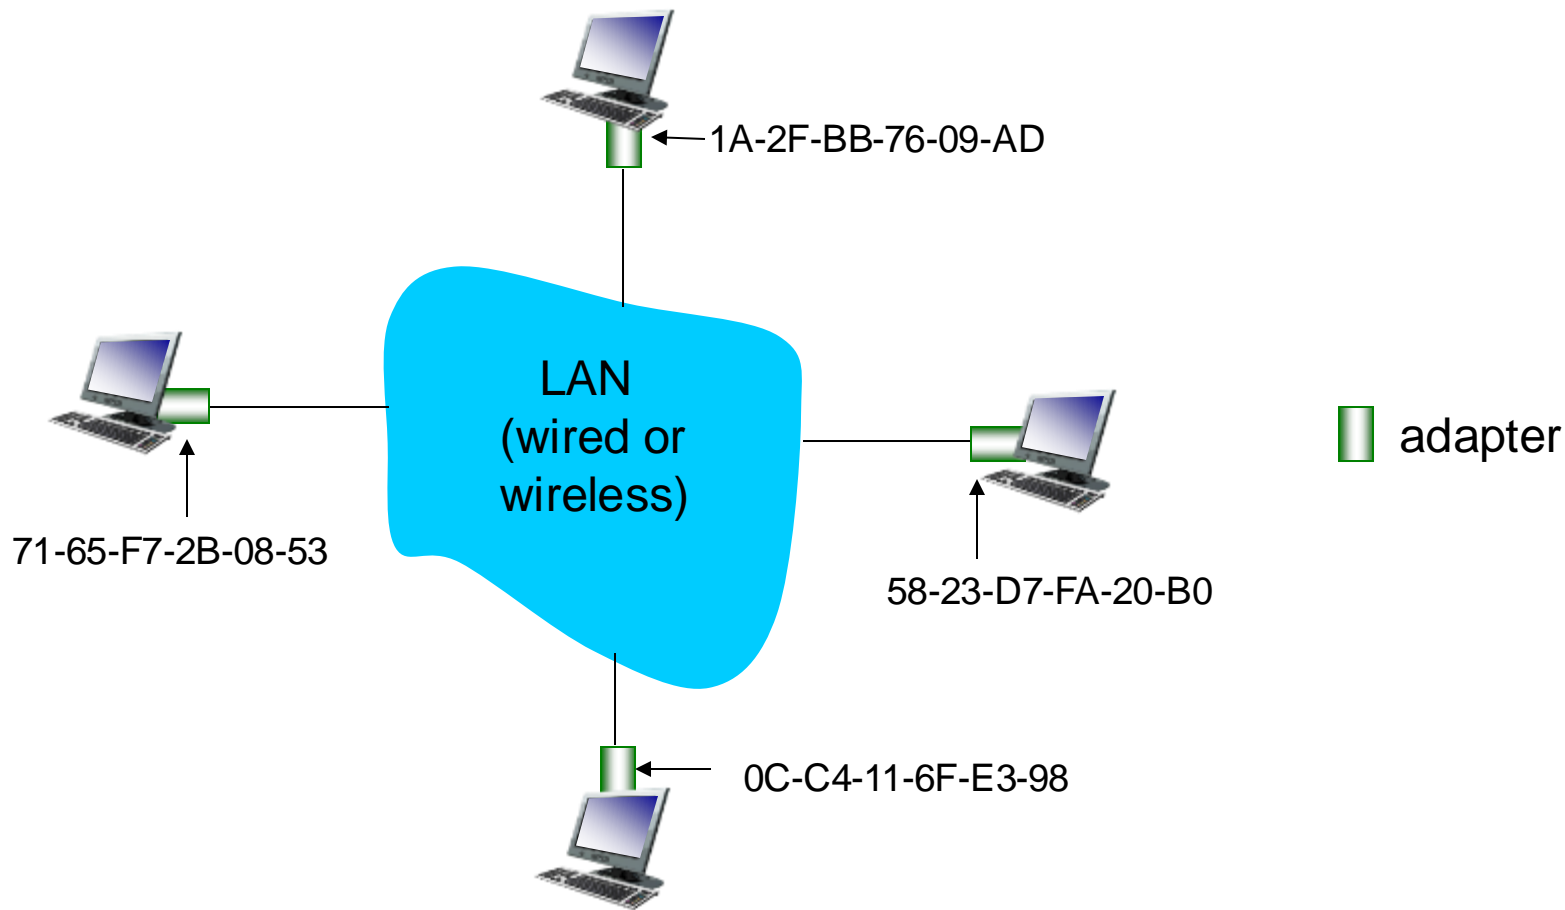 1A-2F-BB-76-09-AD
LAN
(wired or
wireless)
adapter
71-65-F7-2B-08-53
58-23-D7-FA-20-B0
0C-C4-11-6F-E3-98